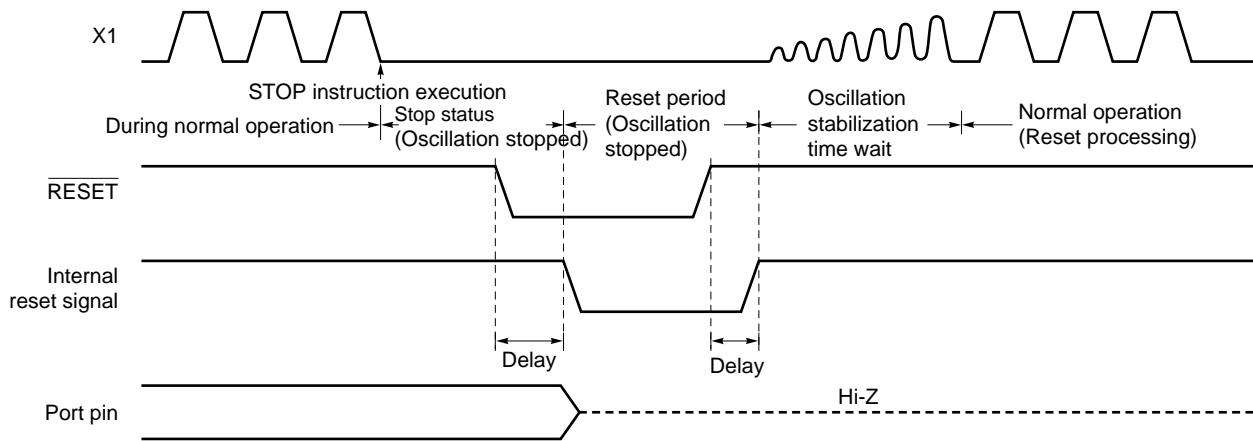 X1
STOP instruction execution
During normal operation
Stop status
(Oscillation stopped)
Reset period
(Oscillation
stopped)
Oscillation
stabilization
time wait
Normal operation
(Reset processing)
RESET
Internal
reset signal
Delay
Delay
Port pin
Hi-Z